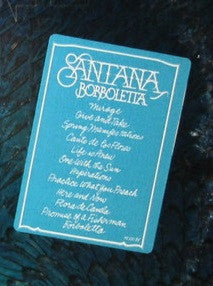 SANTANA
BORBOLETTA
Mirage
Give and Take
Spring Manifestations
Canto de los Flores
Life is Anew
One with the Sun
Aspirations
Practice What You Preach
Here and Now
Flor de Canela
Promise of a Fisherman
Borboletta